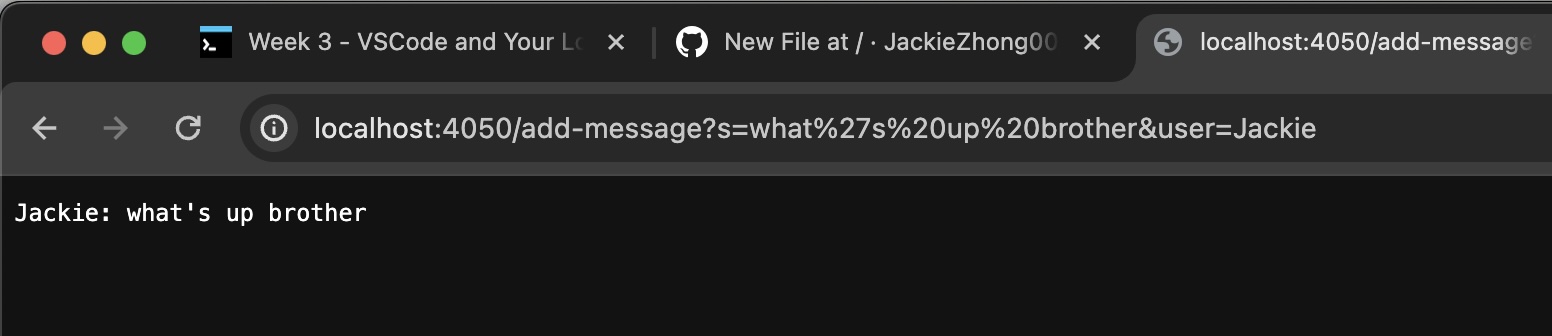 Week 3 - VSCode and Your Lo
New File at / · JackieZhong00
localhost:4050/add-message
localhost:4050/add-message?s=what%27s%20up%20brother&user=Jackie
Jackie: what's up brother